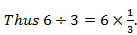 Thus 6 ÷ 3 = 6 × 1/3.